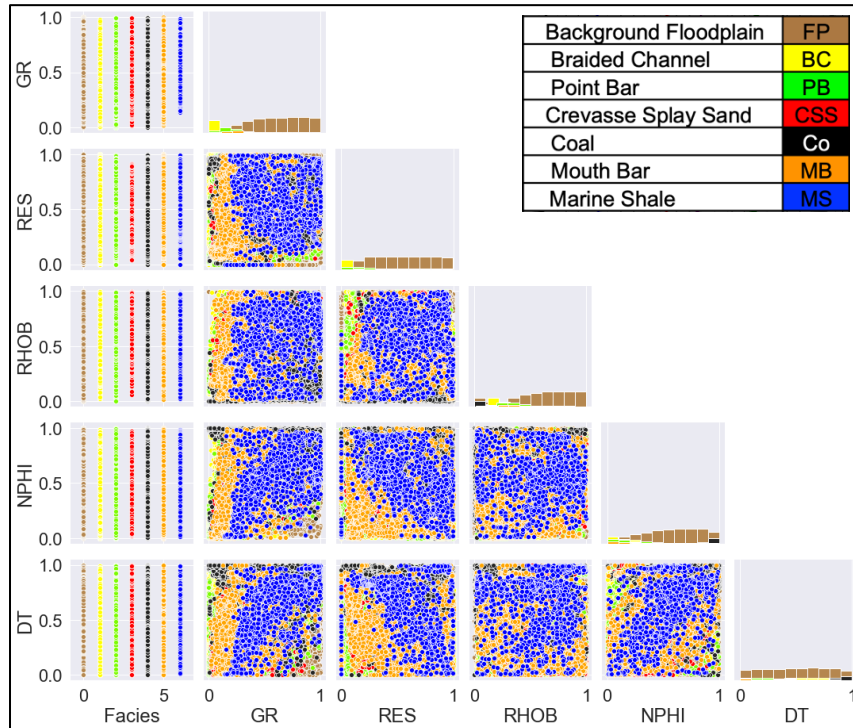 Background Floodplain FP
Braided Channel BC
Point Bar PB
Crevasse Splay Sand CSS
Coal Co
Mouth Bar MB
Marine Shale MS
1.0
0.5
0.0
GR
1.0
0.5
0.0
RES
1.0
0.5
0.0
RHOB
1.0
0.5
0.0
NPHI
1.0
0.5
0.0
DT
0 5 0 1 0 1 0 1 0 1 0 1
Facies GR RES RHOB NPHI DT